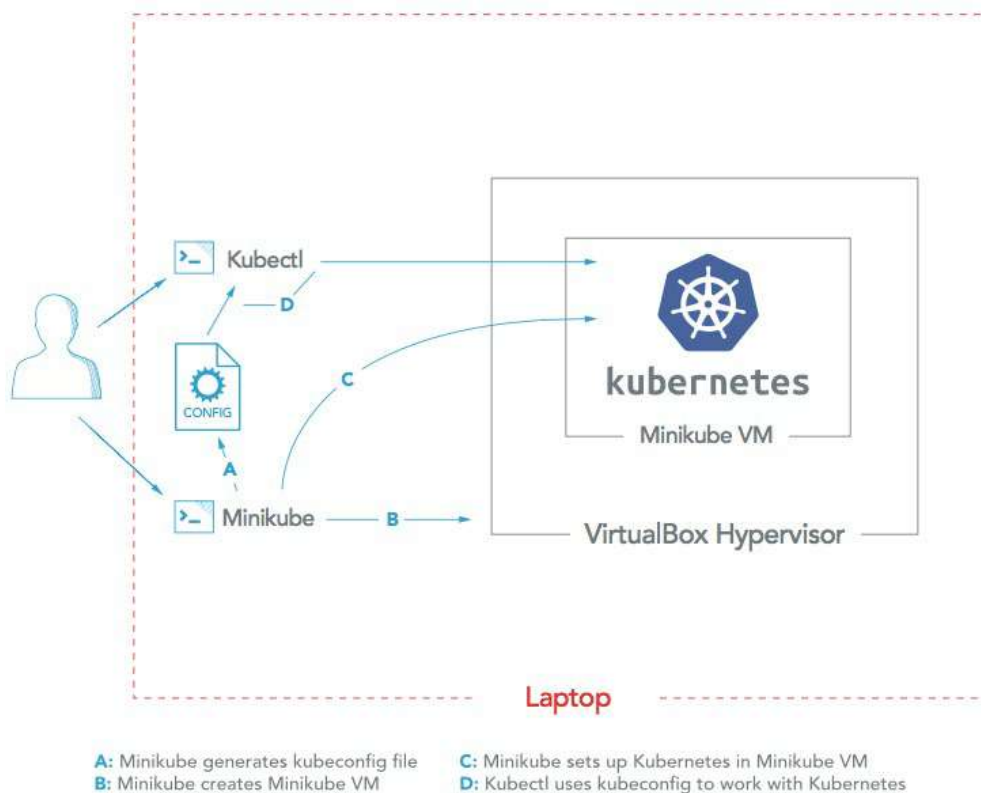 >_ Kubectl
D
kubernetes
C
CONFIG
Minikube VM
A
>_ Minikube
B
VirtualBox Hypervisor
Laptop
A: Minikube generates kubeconfig file
B: Minikube creates Minikube VM
C: Minikube sets up Kubernetes in Minikube VM
D: Kubectl uses kubeconfig to work with Kubernetes